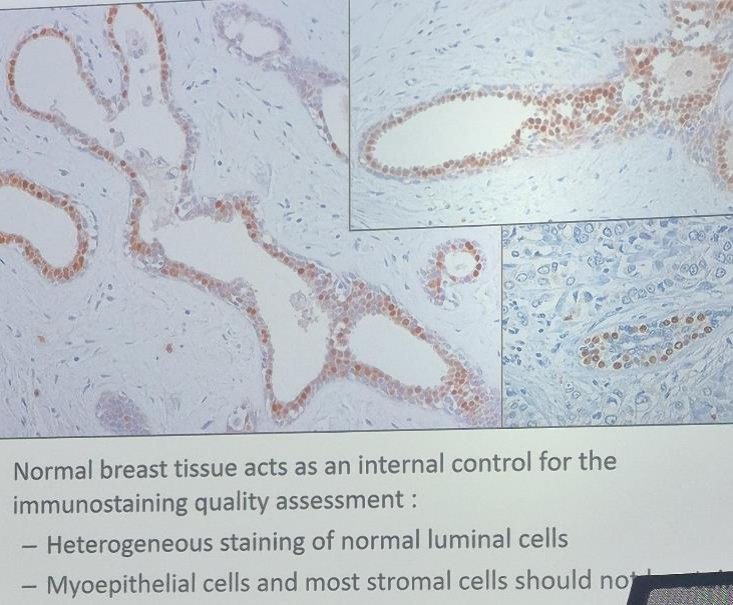 Normal breast tissue acts as an internal control for the
immunostaining quality assessment :
– Heterogeneous staining of normal luminal cells
– Myoepithelial cells and most stromal cells should not